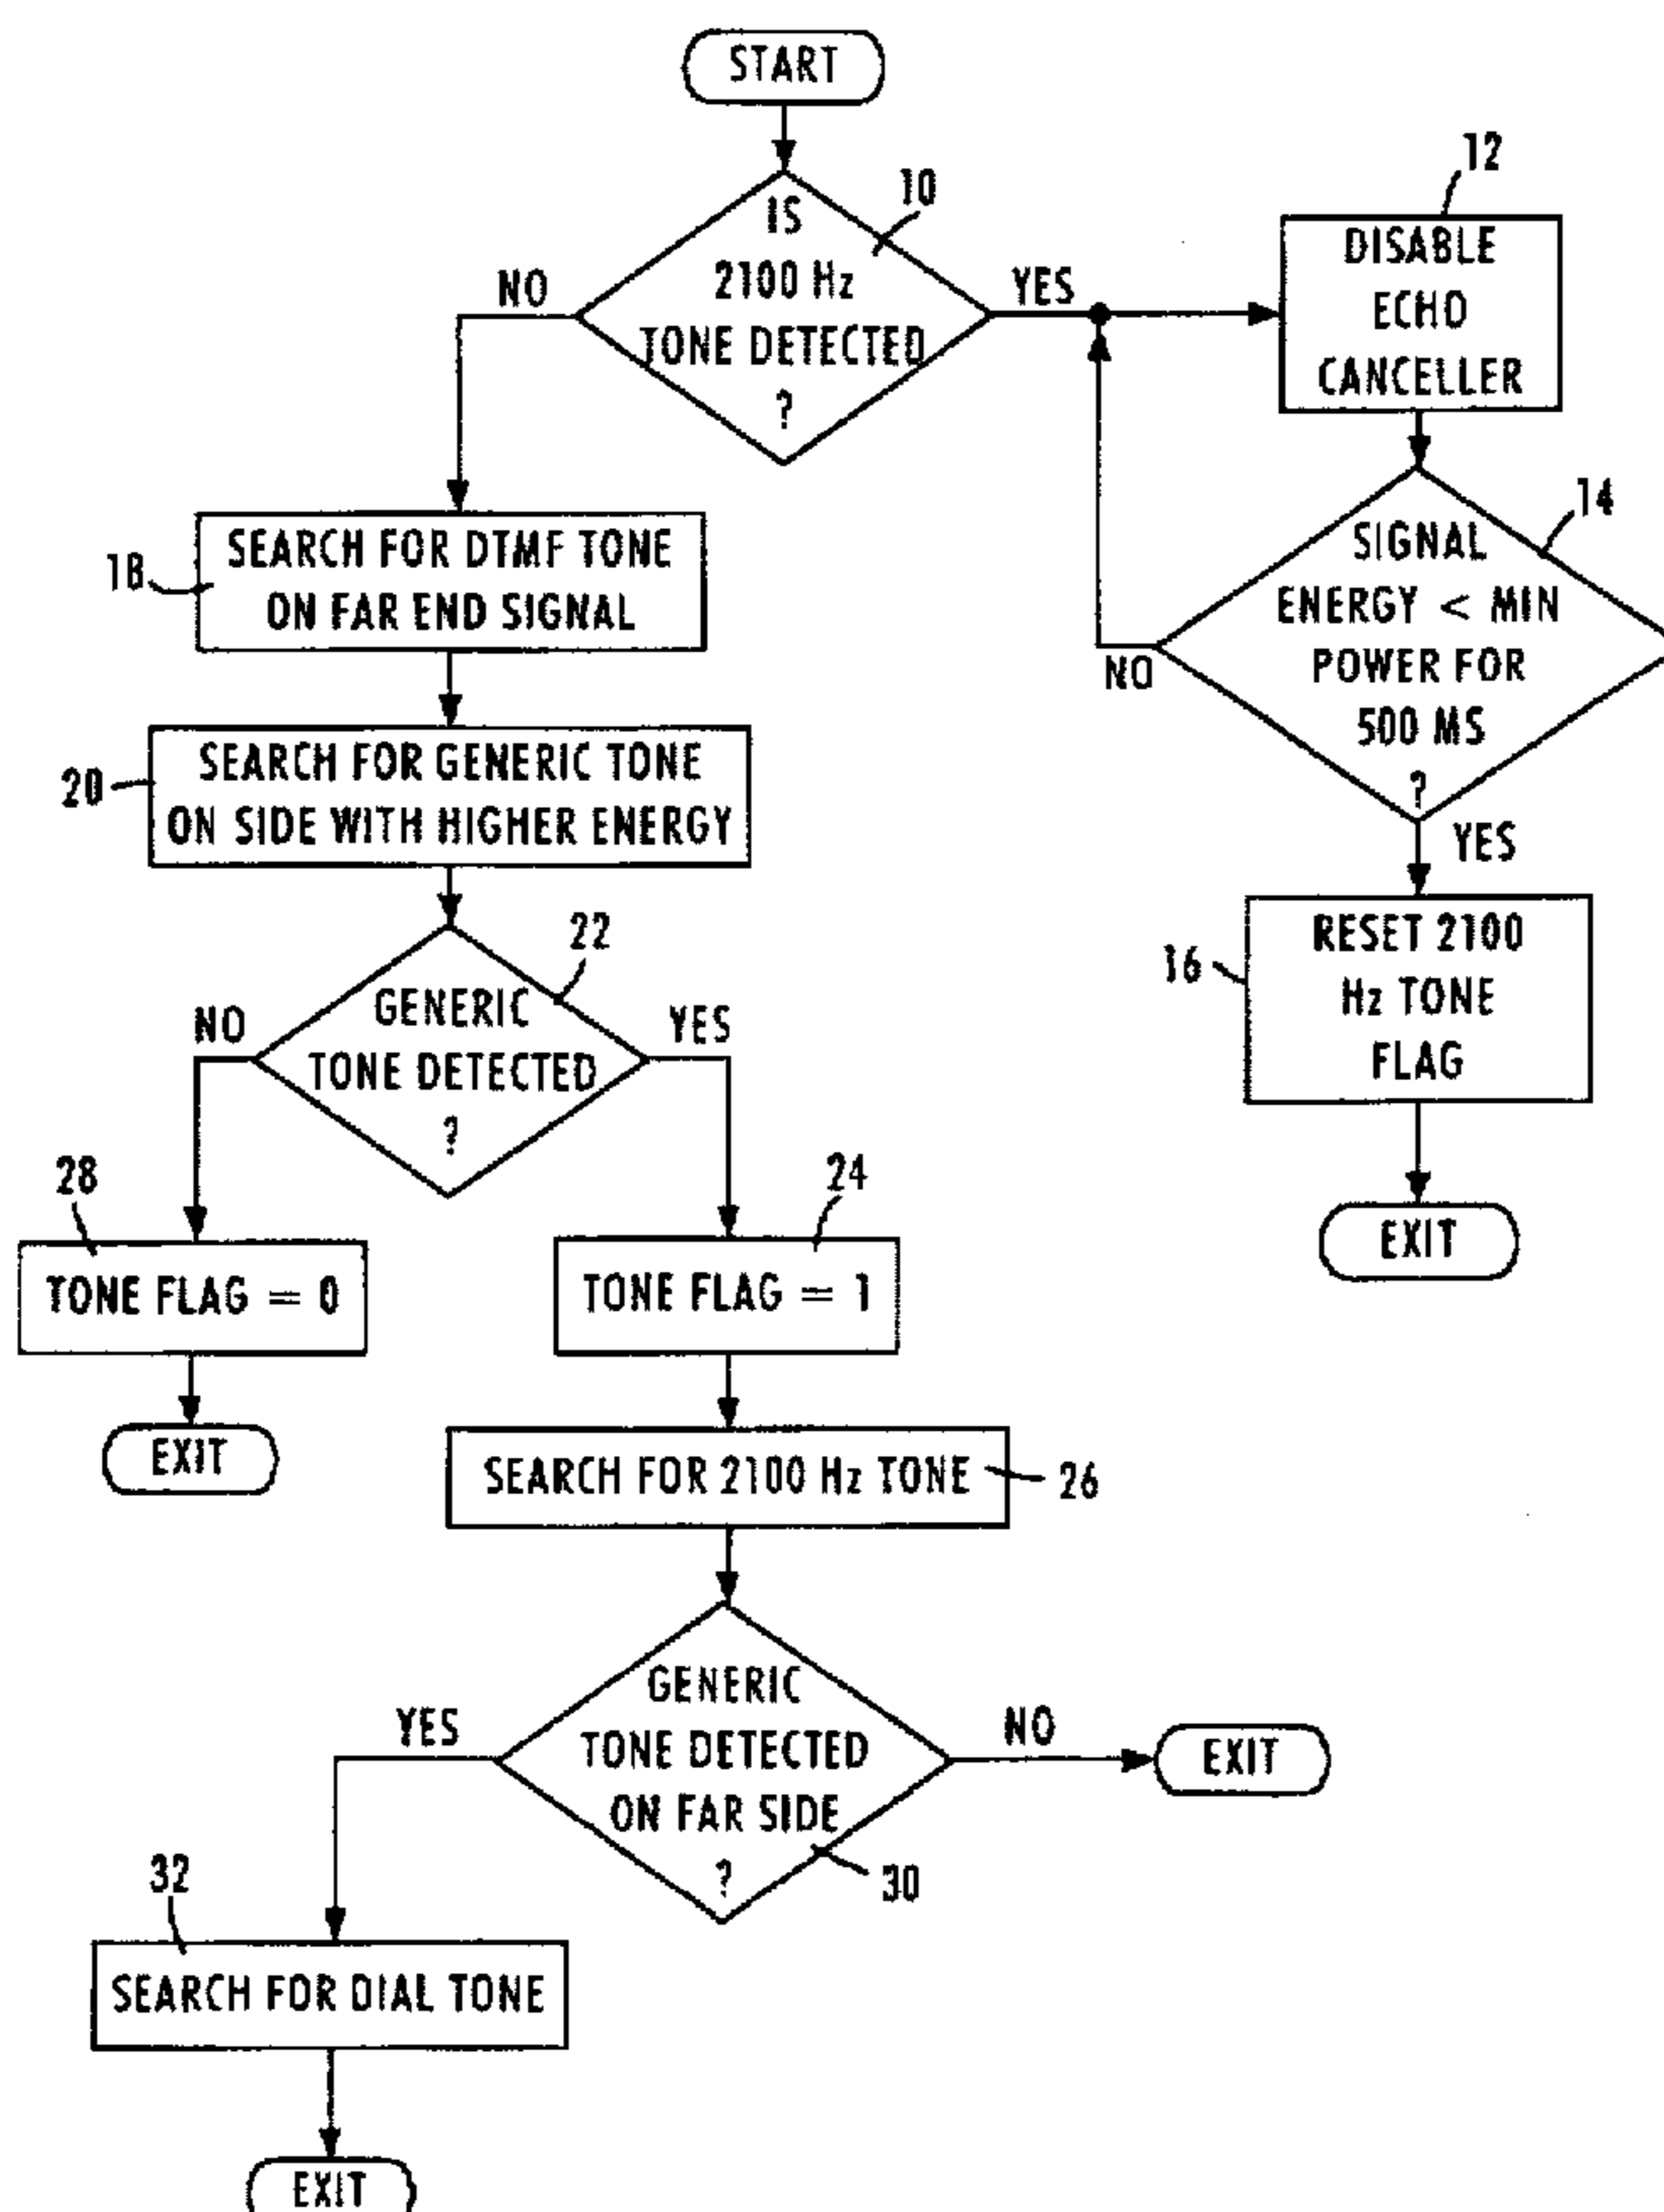 START
10
IS
2100 Hz
TONE DETECTED
?
NO
YES
12
DISABLE
ECHO
CANCELLER
14
SIGNAL
ENERGY < MIN
POWER FOR
500 MS
?
NO
YES
16
RESET 2100
Hz TONE
FLAG
EXIT
18
SEARCH FOR DTMF TONE
ON FAR END SIGNAL
20
SEARCH FOR GENERIC TONE
ON SIDE WITH HIGHER ENERGY
22
GENERIC
TONE DETECTED
?
NO
YES
28
TONE FLAG = 0
EXIT
24
TONE FLAG = 1
SEARCH FOR 2100 Hz TONE
26
GENERIC
TONE DETECTED
ON FAR SIDE
?
30
YES
NO
EXIT
32
SEARCH FOR DIAL TONE
EXIT